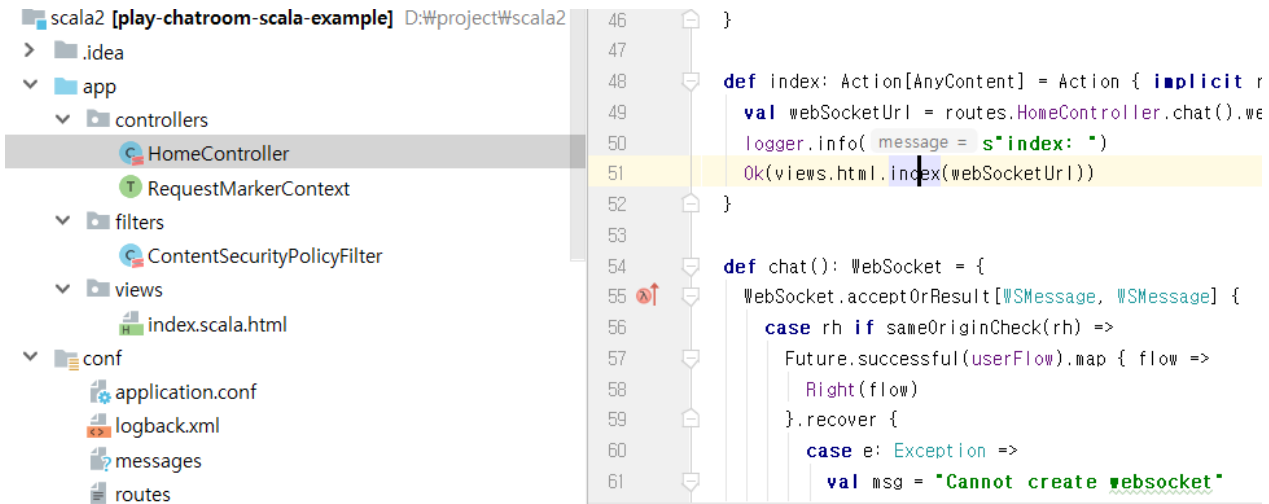 scala2 [play-chatroom-scala-example] D:₩project₩scala2
.idea
app
controllers
HomeController
RequestMarkerContext
filters
ContentSecurityPolicyFilter
views
index.scala.html
conf
application.conf
logback.xml
messages
routes
46 }
47
48 def index: Action[AnyContent] = Action { implicit r
49 val webSocketUrl = routes.HomeController.chat().we
50 logger.info( message = s"index: ")
51 Ok(views.html.index(webSocketUrl))
52 }
53
54 def chat(): WebSocket = {
55 WebSocket.acceptOrResult[WSMessage, WSMessage] {
56 case rh if sameOriginCheck(rh) =>
57 Future.successful(userFlow).map { flow =>
58 Right(flow)
59 }.recover {
60 case e: Exception =>
61 val msg = "Cannot create websocket"